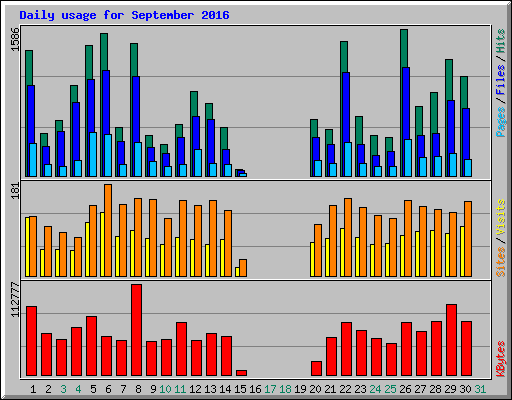 Daily usage for September 2016
1586
181
112777
Pages / Files / Hits
Sites / Visits
KBytes
1 2 3 4 5 6 7 8 9 10 11 12 13 14 15 16 17 18 19 20 21 22 23 24 25 26 27 28 29 30 31